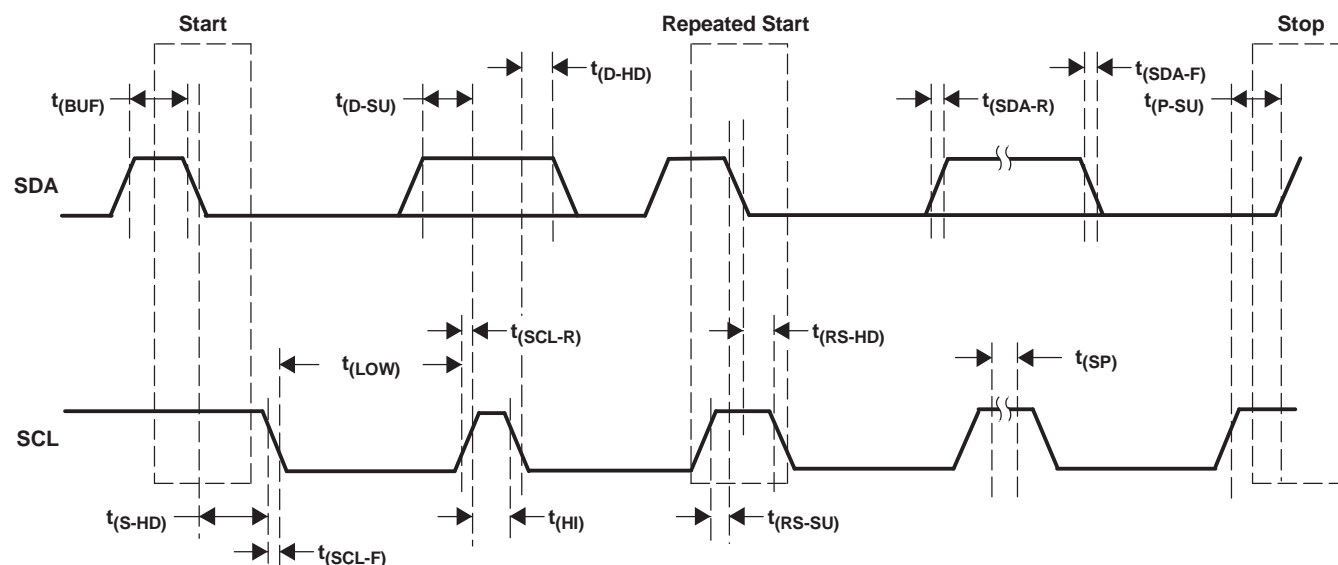 Start
Repeated Start
Stop
t(BUF)
t(D-SU)
t(D-HD)
t(SDA-R)
t(SDA-F)
t(P-SU)
SDA
t(LOW)
t(SCL-R)
t(RS-HD)
t(SP)
SCL
t(S-HD)
t(SCL-F)
t(HI)
t(RS-SU)